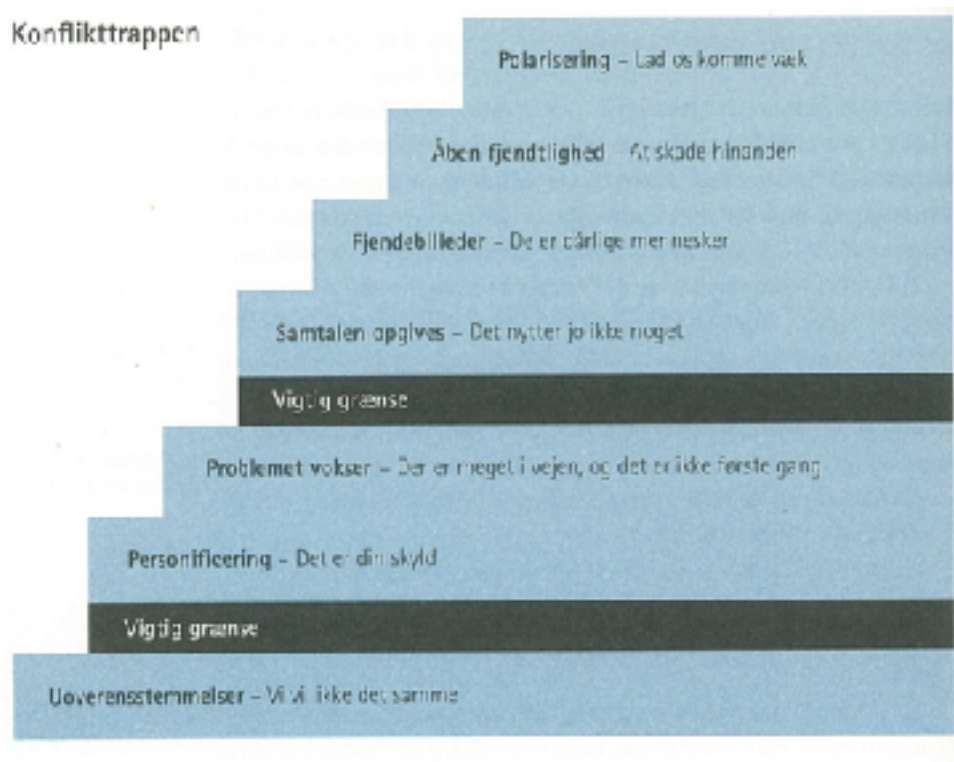 Konflikttrappen
Polarisering – Lad os komme væk
Åben fjendtlighed – At skade hinanden
Fjendebilleder – De er dårlige mennesker
Samtalen opgives – Det nytter jo ikke noget
Vigtig grænse
Problemet vokser – Der er meget i vejen, og det er ikke første gang
Personificering – Det er din skyld
Vigtig grænse
Uoverensstemmelser – Vi vil ikke det samme